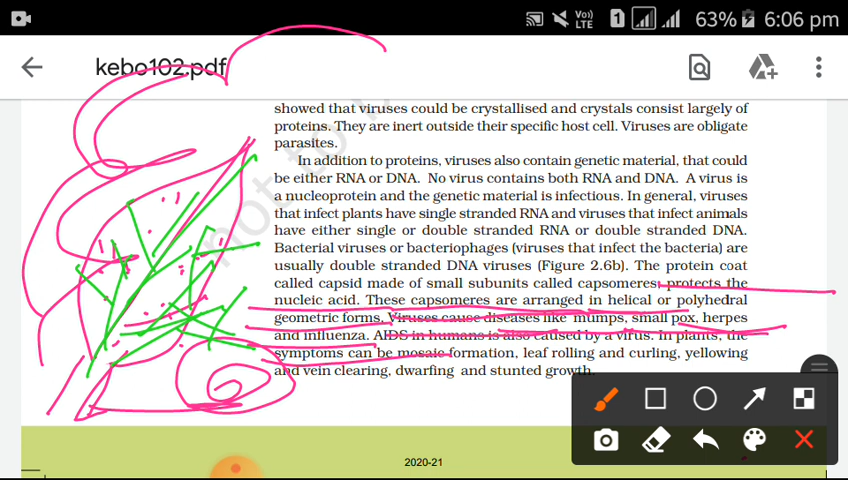 Vo))
LTE
1
63%
6:06 pm
kebo102.pdf
showed that viruses could be crystallised and crystals consist largely of
proteins. They are inert outside their specific host cell. Viruses are obligate
parasites.
In addition to proteins, viruses also contain genetic material, that could
be either RNA or DNA. No virus contains both RNA and DNA. A virus is
a nucleoprotein and the genetic material is infectious. In general, viruses
that infect plants have single stranded RNA and viruses that infect animals
have either single or double stranded RNA or double stranded DNA.
Bacterial viruses or bacteriophages (viruses that infect the bacteria) are
usually double stranded DNA viruses (Figure 2.6b). The protein coat
called capsid made of small subunits called capsomeres, protects the
nucleic acid. These capsomeres are arranged in helical or polyhedral
geometric forms. Viruses cause diseases like mumps, small pox, herpes
and influenza. AIDS in humans is also caused by a virus. In plants, the
symptoms can be mosaic formation, leaf rolling and curling, yellowing
and vein clearing, dwarfing and stunted growth.
not to
2020-21